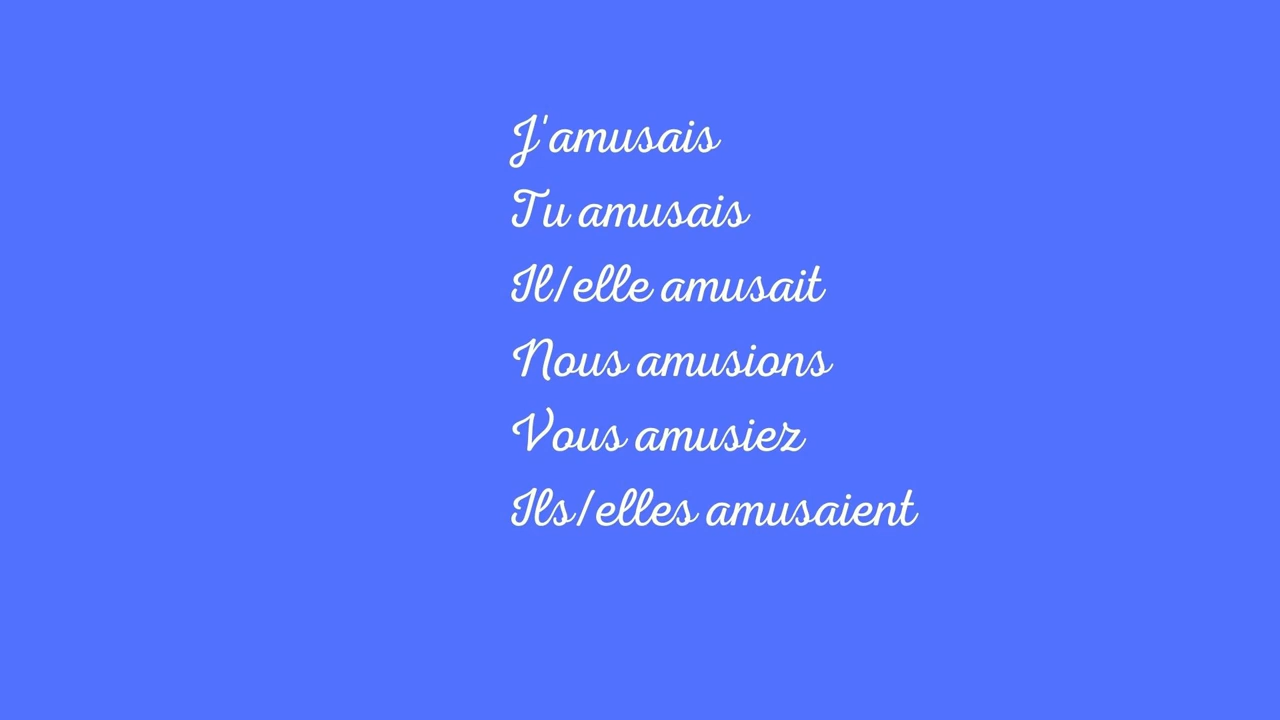 J'amusais
Tu amusais
Il/elle amusait
Nous amusions
Vous amusiez
Ils/elles amusaient